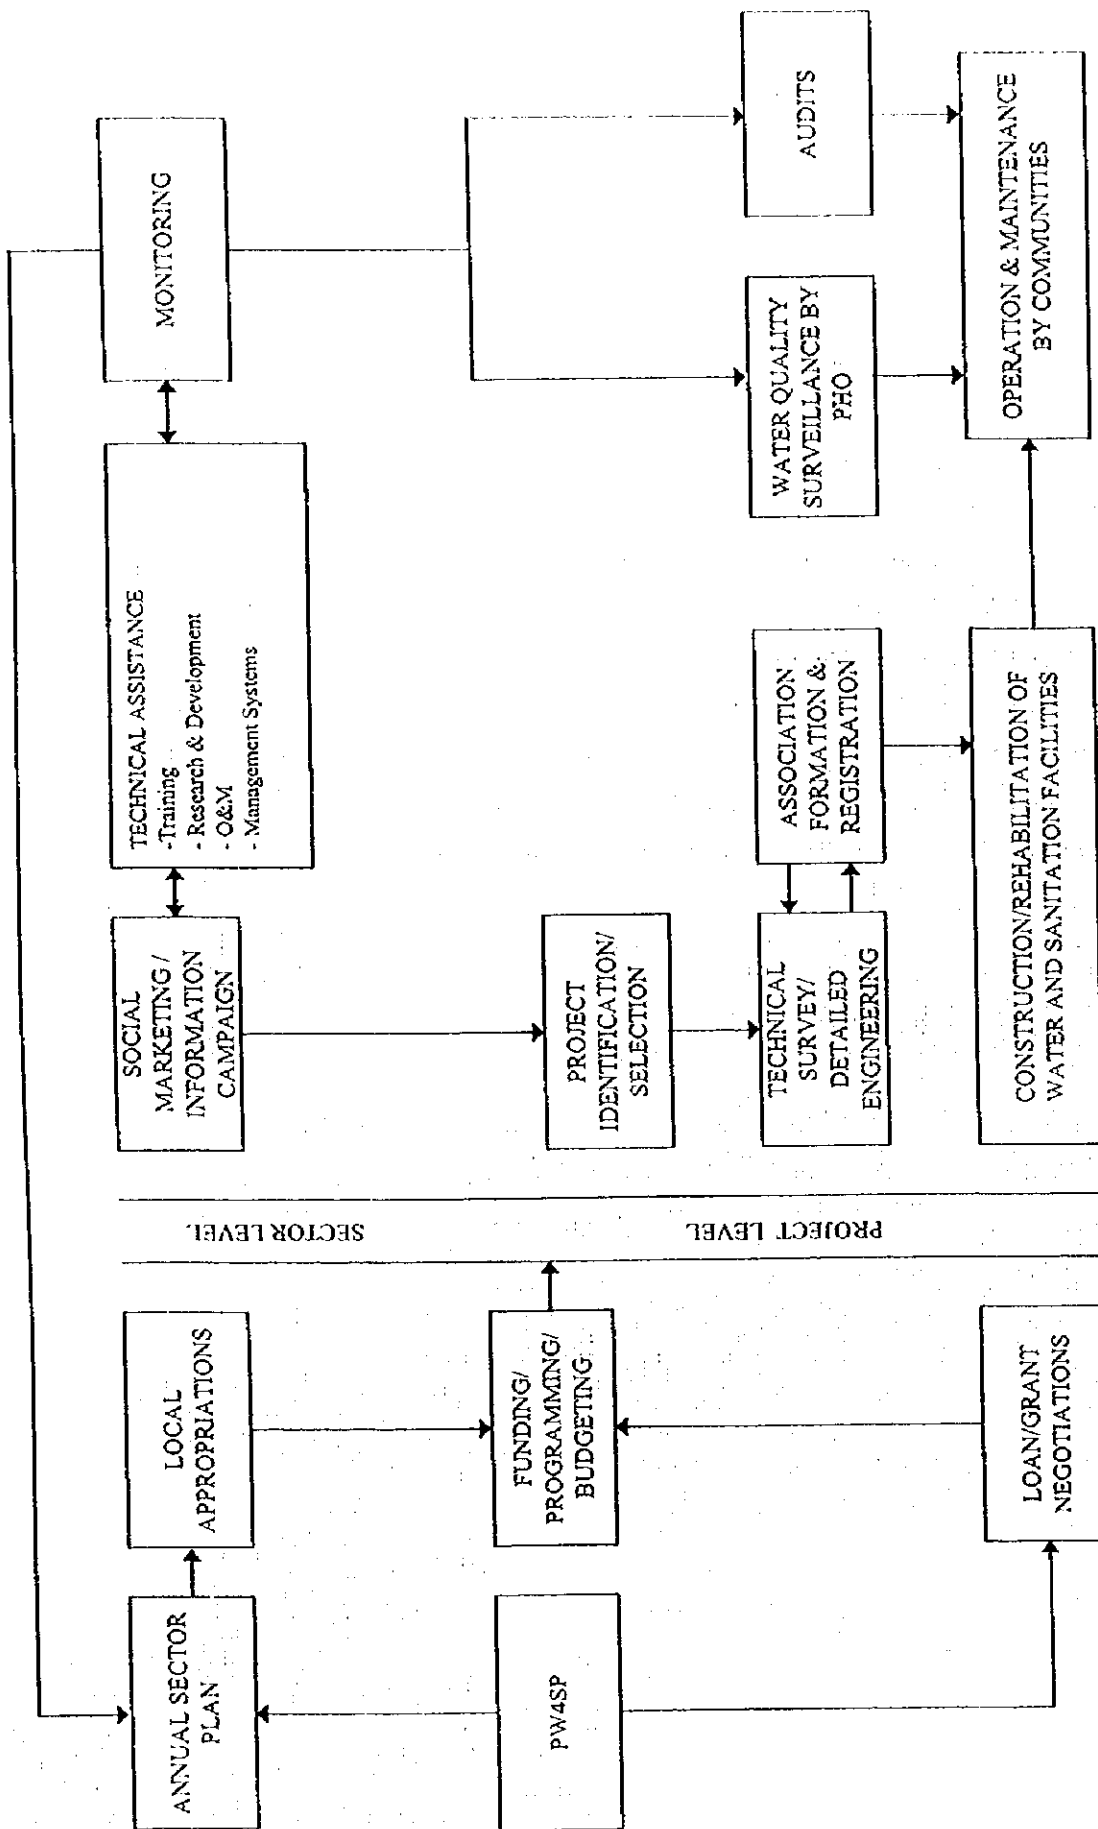 ANNUAL SECTOR
PLAN
LOCAL
APPROPRIATIONS
PW4SP
FUNDING/
PROGRAMMING/
BUDGETING
LOAN/GRANT
NEGOTIATIONS
SECTOR LEVEL
PROJECT LEVEL
SOCIAL
MARKETING /
INFORMATION
CAMPAIGN
TECHNICAL ASSISTANCE
-Training
- Research & Development
- O&M
- Management Systems
MONITORING
PROJECT
IDENTIFICATION/
SELECTION
TECHNICAL
SURVEY/
DETAILED
ENGINEERING
ASSOCIATION
FORMATION &
REGISTRATION
WATER QUALITY
SURVEILLANCE BY
PHO
AUDITS
CONSTRUCTION/REHABILITATION OF
WATER AND SANITATION FACILITIES
OPERATION & MAINTENANCE
BY COMMUNITIES